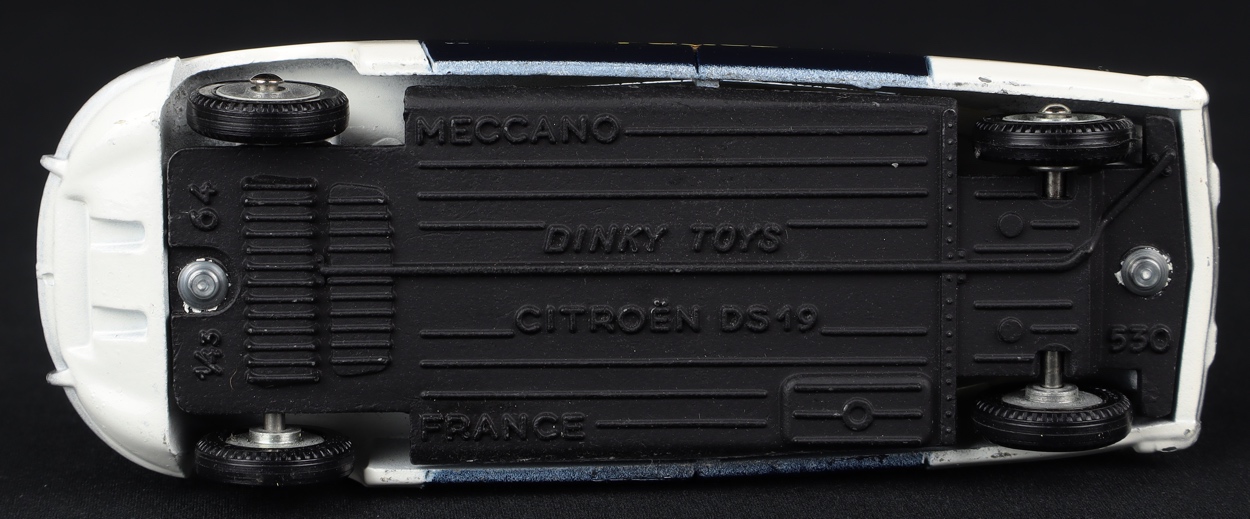 MECCANO
64
DINKY TOYS
CITROËN DS19
1/43
530
FRANCE